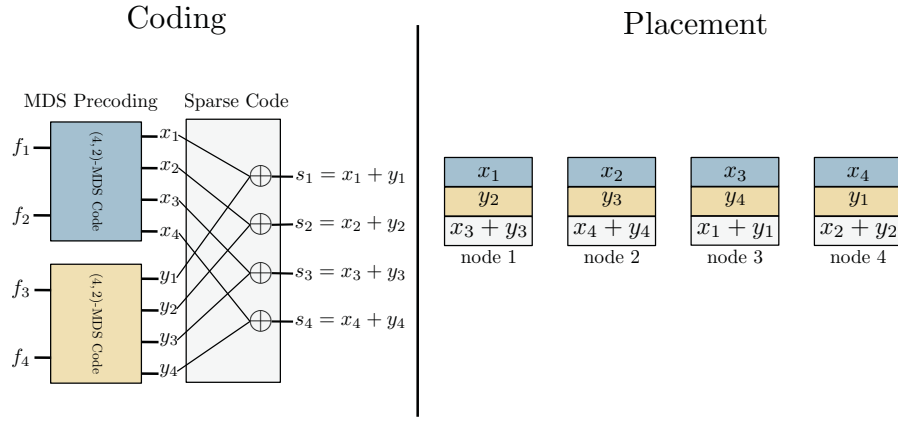 Coding
MDS Precoding
Sparse Code
f₁
f₂
(4, 2)-MDS Code
x₁
x₂
x₃
x₄
f₃
f₄
(4, 2)-MDS Code
y₁
y₂
y₃
y₄
s₁ = x₁ + y₁
s₂ = x₂ + y₂
s₃ = x₃ + y₃
s₄ = x₄ + y₄
Placement
x₁
y₂
x₃ + y₃
node 1
x₂
y₃
x₄ + y₄
node 2
x₃
y₄
x₁ + y₁
node 3
x₄
y₁
x₂ + y₂
node 4